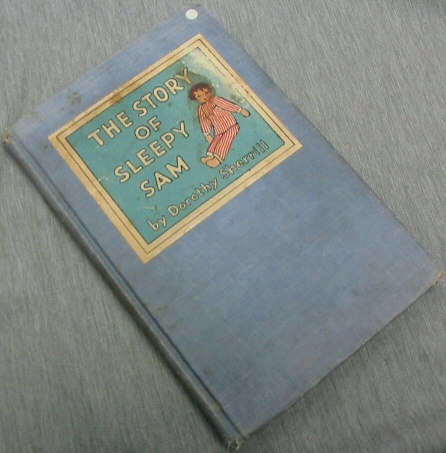 THE STORY
OF
SLEEPY
SAM
by Dorothy Sherrill